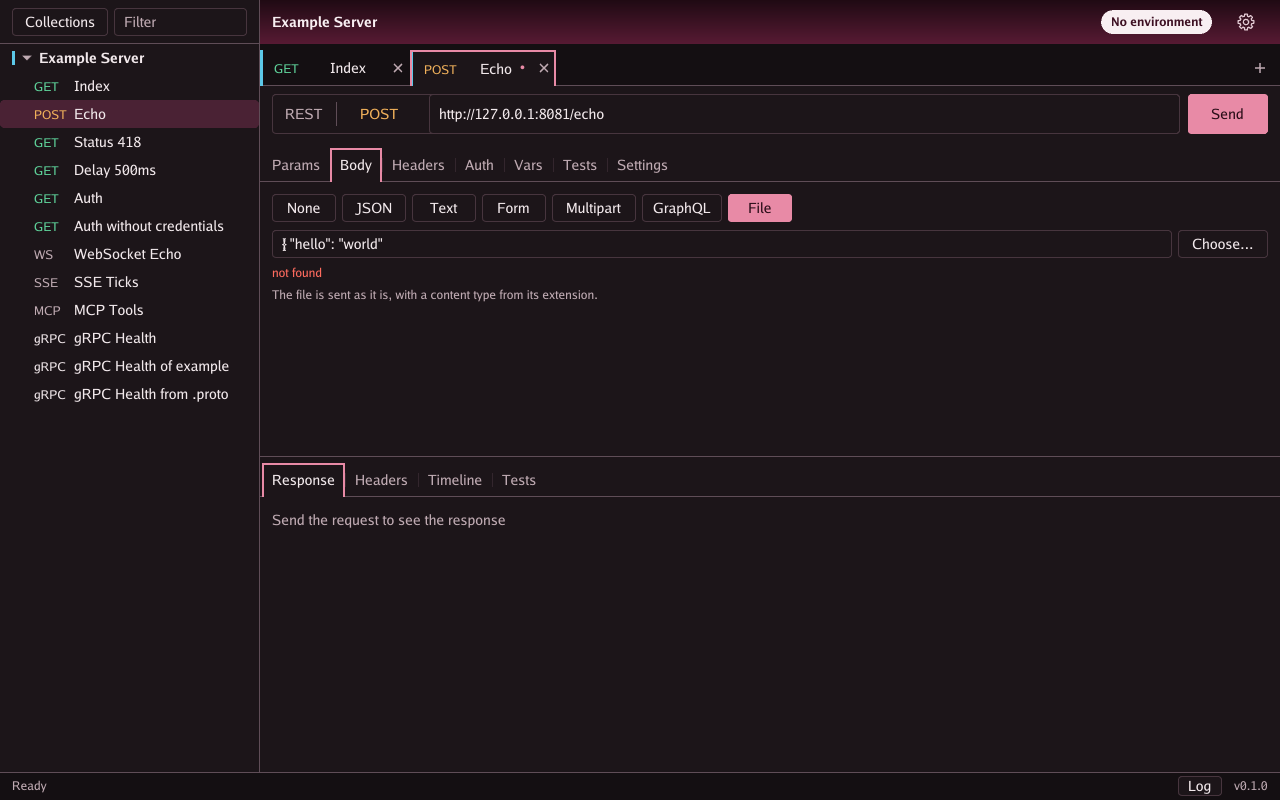 Collections
Filter
Example Server
GET Index
POST Echo
GET Status 418
GET Delay 500ms
GET Auth
GET Auth without credentials
WS WebSocket Echo
SSE SSE Ticks
MCP MCP Tools
gRPC gRPC Health
gRPC gRPC Health of example
gRPC gRPC Health from .proto
Example Server
No environment
GET Index ✕ POST Echo • ✕ +
REST POST http://127.0.0.1:8081/echo Send
Params Body Headers Auth Vars Tests Settings
None JSON Text Form Multipart GraphQL File
"hello": "world" Choose...
not found
The file is sent as it is, with a content type from its extension.
Response Headers Timeline Tests
Send the request to see the response
Ready Log v0.1.0